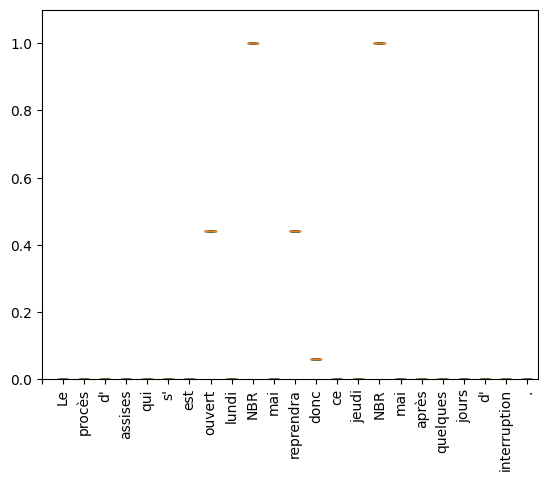 1.0
0.8
0.6
0.4
0.2
0.0
Le
procès
d'
assises
qui
s'
est
ouvert
lundi
NBR
mai
reprendra
donc
ce
jeudi
NBR
mai
après
quelques
jours
d'
interruption
.